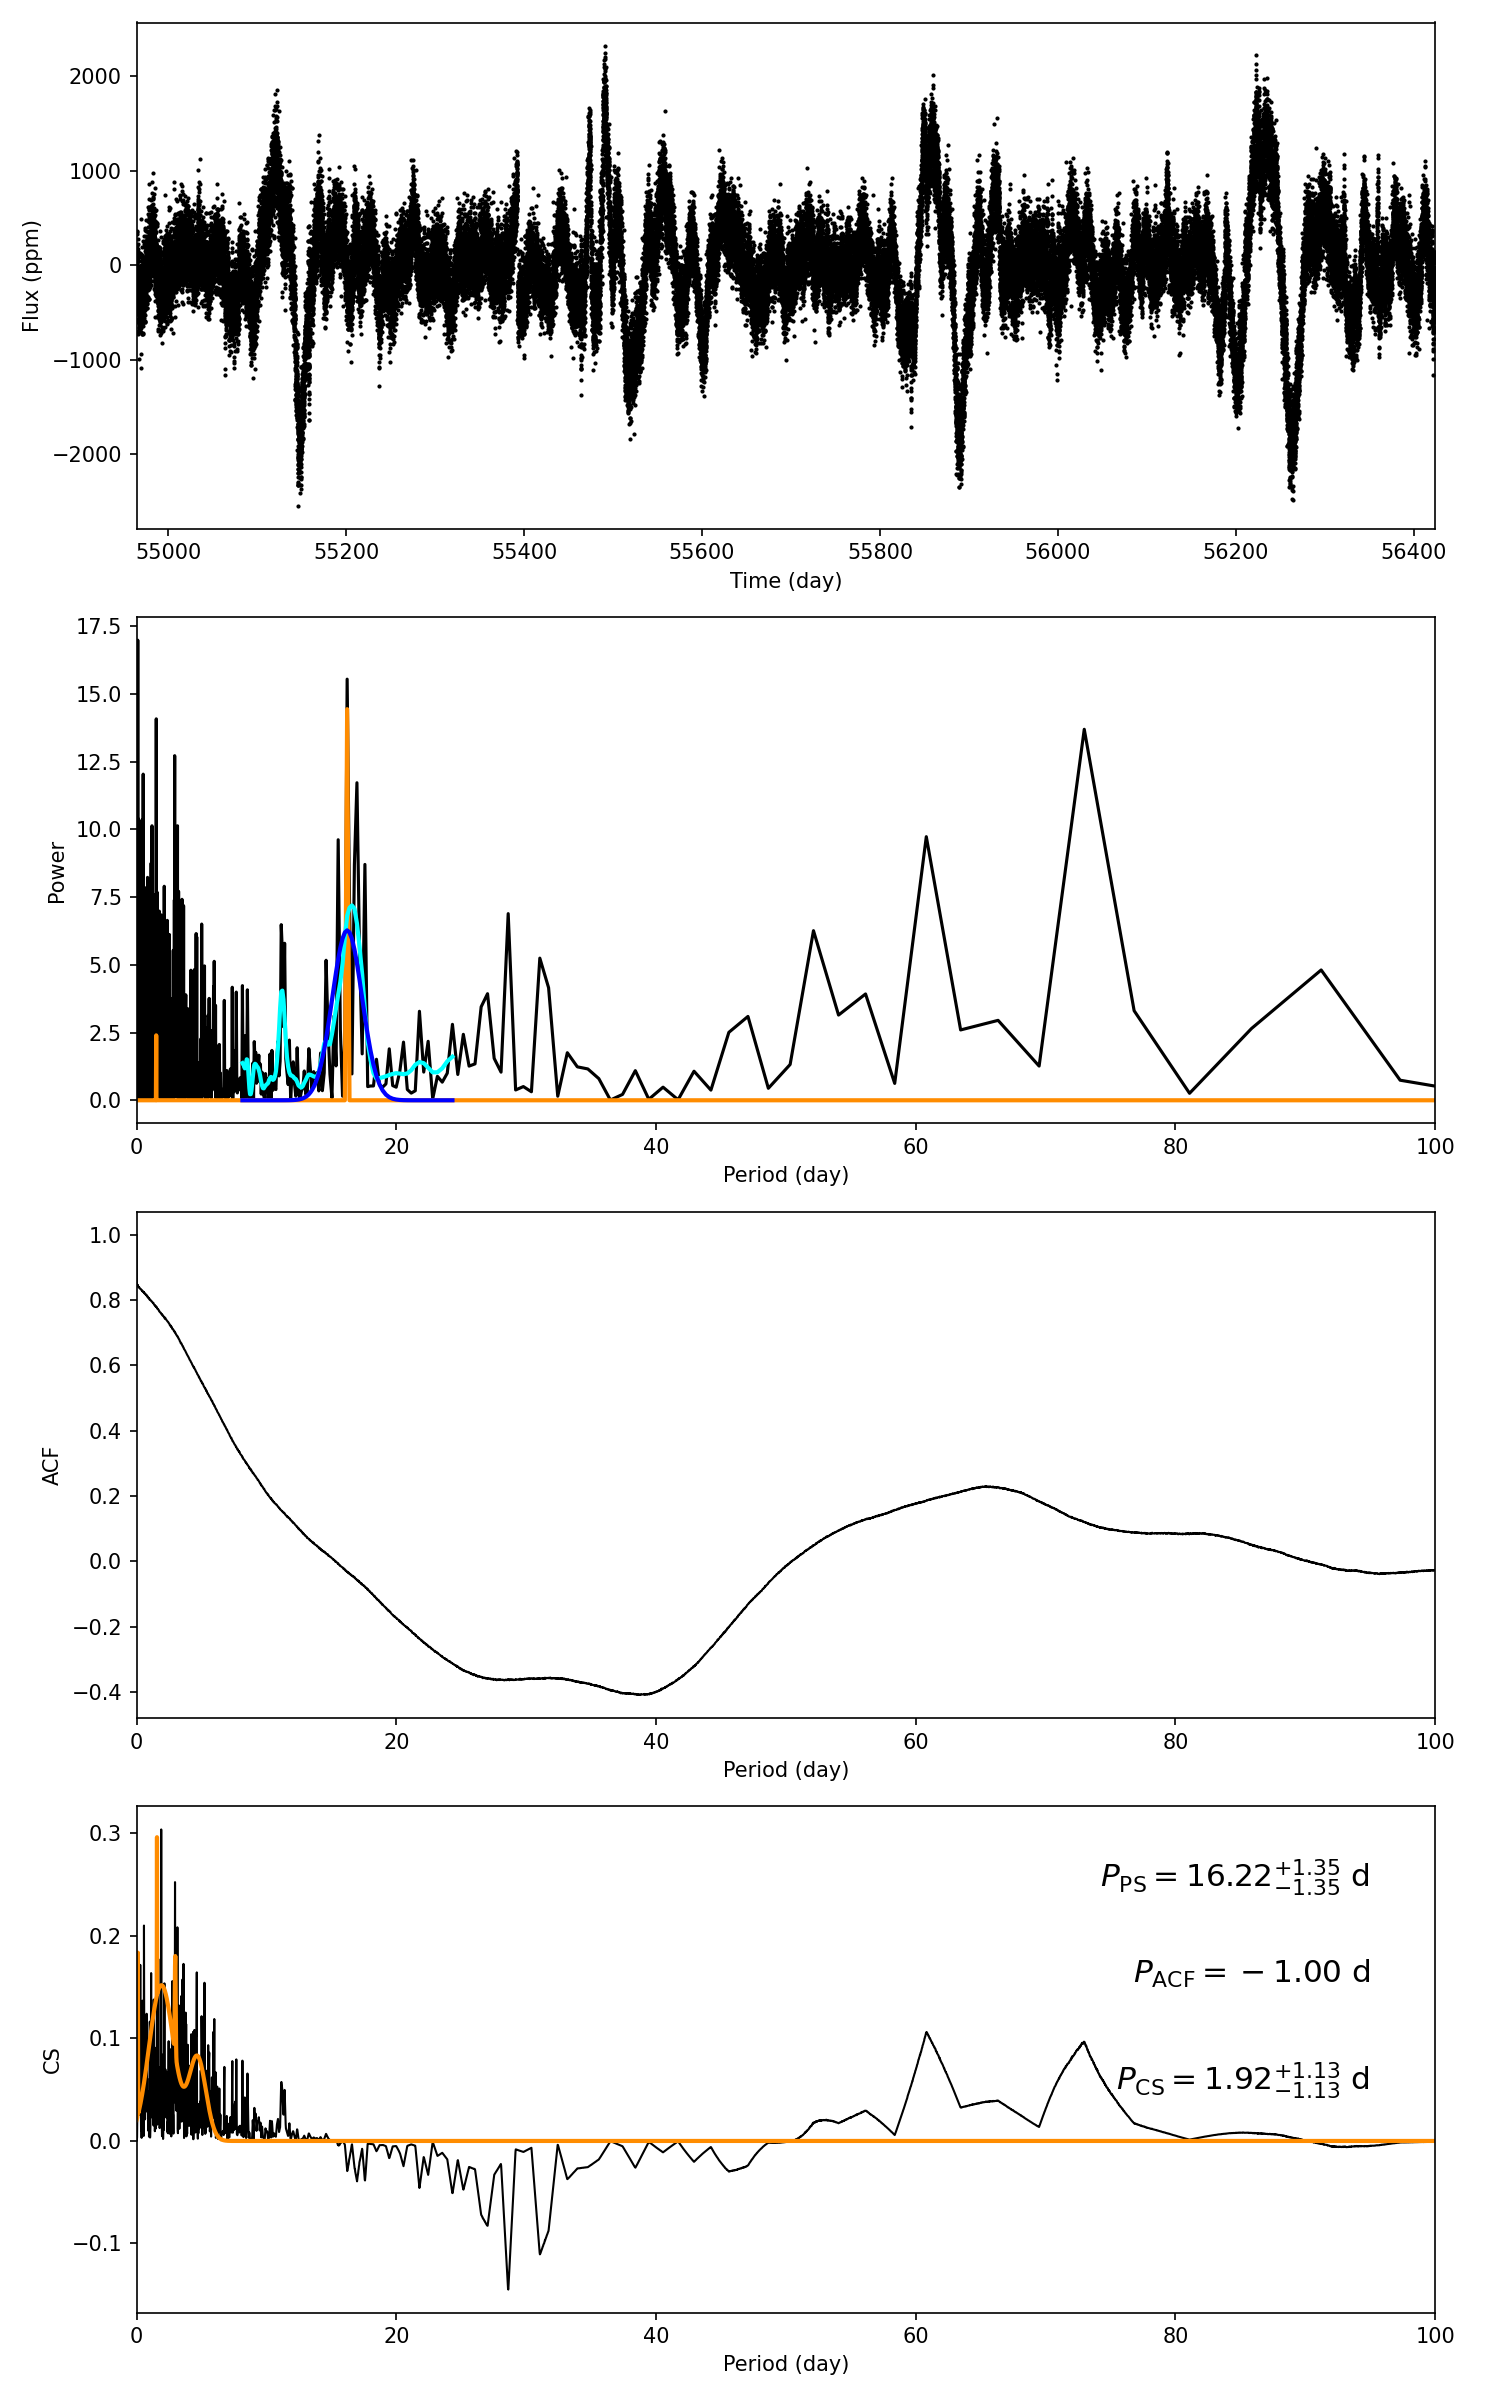 2000
1000
0
−1000
−2000
Flux (ppm)
55000 55200 55400 55600 55800 56000 56200 56400
Time (day)
17.5
15.0
12.5
10.0
7.5
5.0
2.5
0.0
Power
0 20 40 60 80 100
Period (day)
1.0
0.8
0.6
0.4
0.2
0.0
−0.2
−0.4
ACF
0 20 40 60 80 100
Period (day)
0.3
0.2
0.1
0.0
−0.1
CS
P_PS = 16.22^{+1.35}_{−1.35} d
P_ACF = −1.00 d
P_CS = 1.92^{+1.13}_{−1.13} d
0 20 40 60 80 100
Period (day)